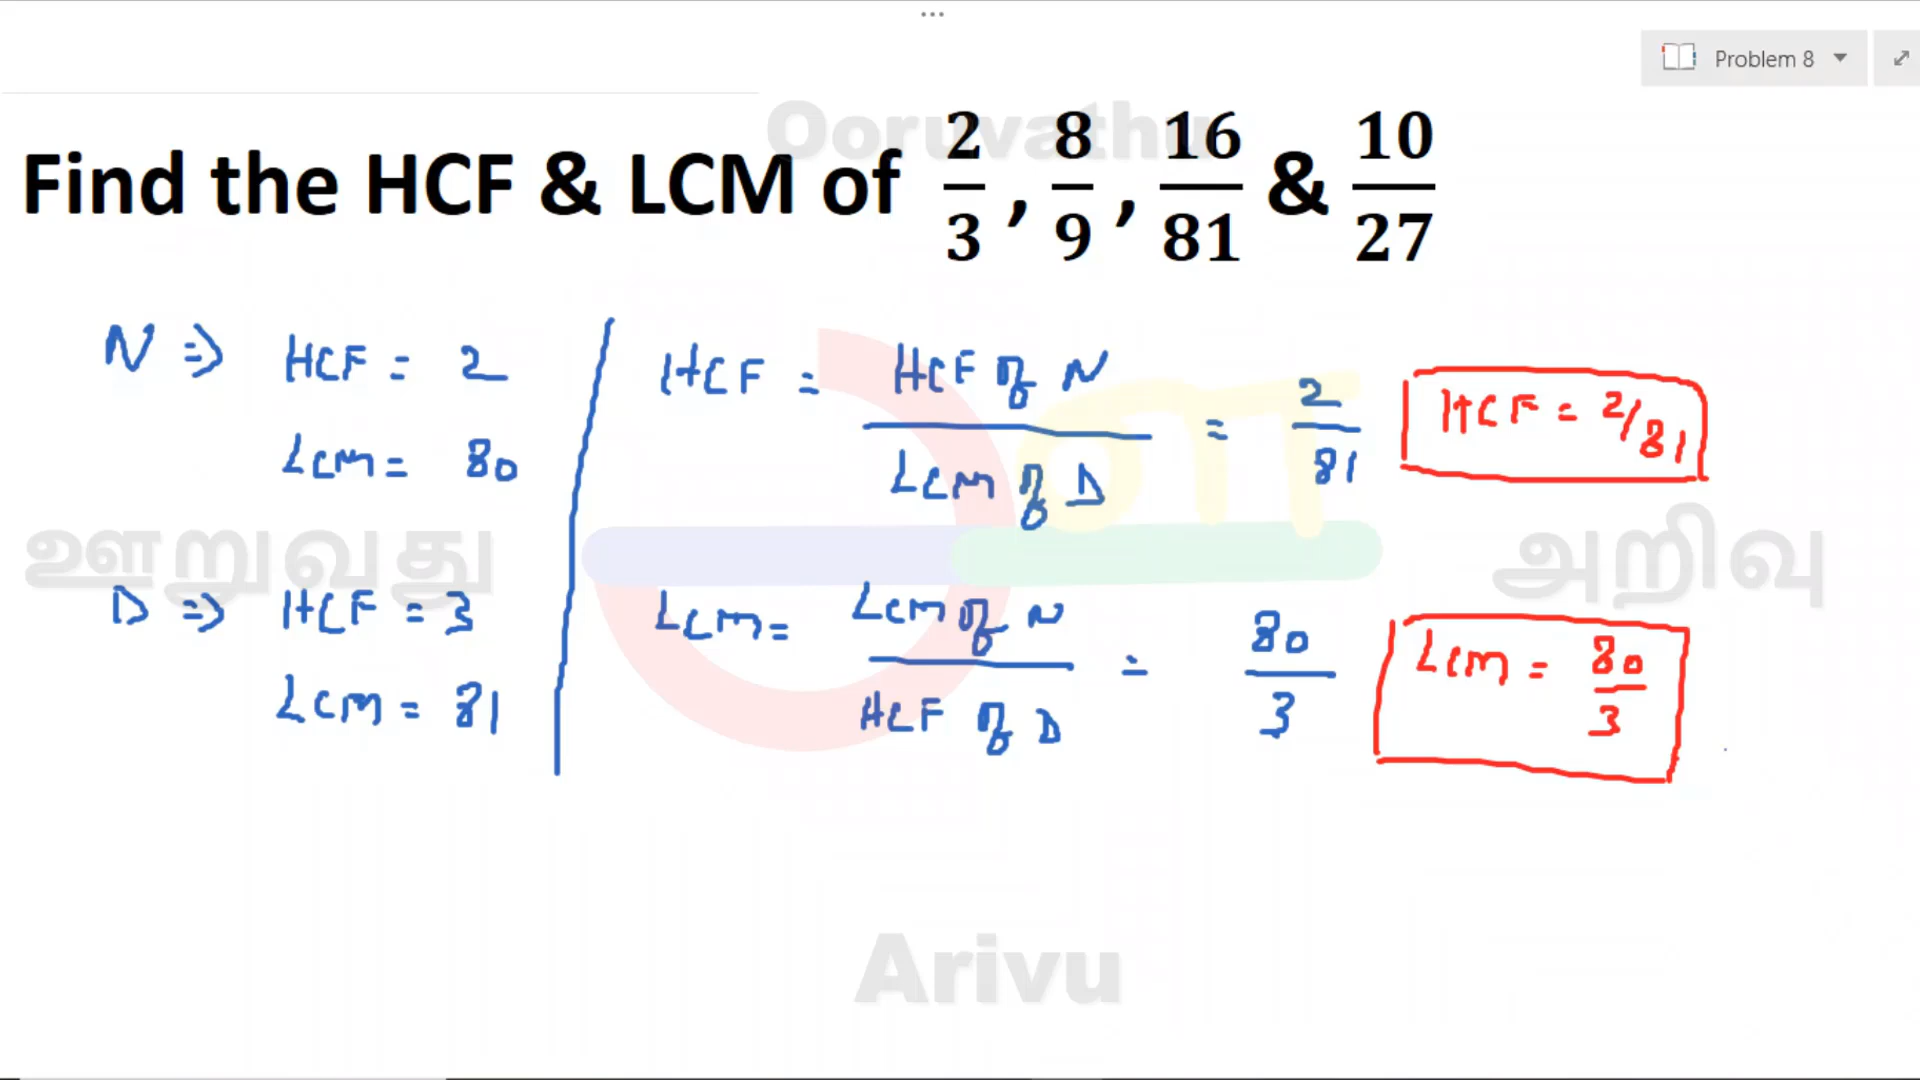 Problem 8
Ooruvathu
Find the HCF & LCM of 2/3 , 8/9 , 16/81 & 10/27
N => HCF = 2
LCM = 80
D => HCF = 3
LCM = 81
HCF = HCF of N / LCM of D = 2/81
HCF = 2/81
LCM = LCM of N / HCF of D = 80/3
LCM = 80/3
ஊறுவது
அறிவு
Arivu